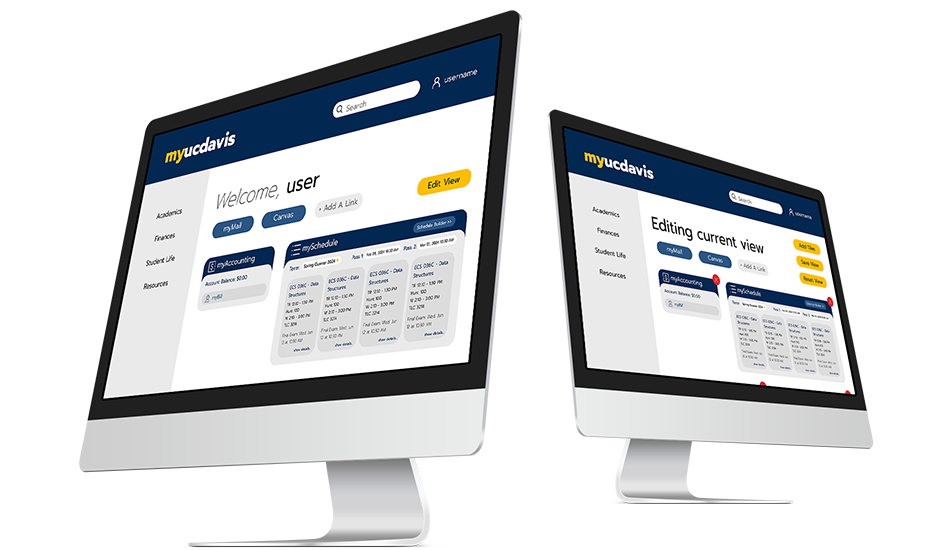 myucdavis
Search
username
Academics
Finances
Student Life
Resources
Welcome, user
Edit View
myMail
Canvas
+ Add A Link
myAccounting
Account Balance: $0.00
myBill
mySchedule
Schedule Builder >>
Term: Spring Quarter 2024
Pass 1: Feb 09, 2024 10:30 AM
Pass 2: Mar 01, 2024 10:30 AM
ECS 036C - Data
Structures
TR 12:10 - 1:30 PM
Hunt 100
W 2:10 - 3:00 PM
TLC 3214
Final Exam: Wed. Jun
12 at 10:30 AM
view details...
ECS 036C - Data
Structures
TR 12:10 - 1:30 PM
Hunt 100
W 2:10 - 3:00 PM
TLC 3214
Final Exam: Wed. Jun
12 at 10:30 AM
view details...
ECS 036C - Data
Structures
TR 12:10 - 1:30 PM
Hunt 100
W 2:10 - 3:00 PM
TLC 3214
Final Exam: Wed. Jun
12 at 10:30 AM
view details...
ECS 036C - Data
Structures
TR 12:10 - 1:30 PM
Hunt 100
W 2:10 - 3:00 PM
TLC 3214
Final Exam: Wed. Jun
12 at 10:30 AM
view details...
myucdavis
Search
username
Academics
Finances
Student Life
Resources
Editing current view
Add Tiles
Save View
Reset View
myMail
Canvas
+ Add A Link
myAccounting
Account Balance: $0.00
myBill
mySchedule